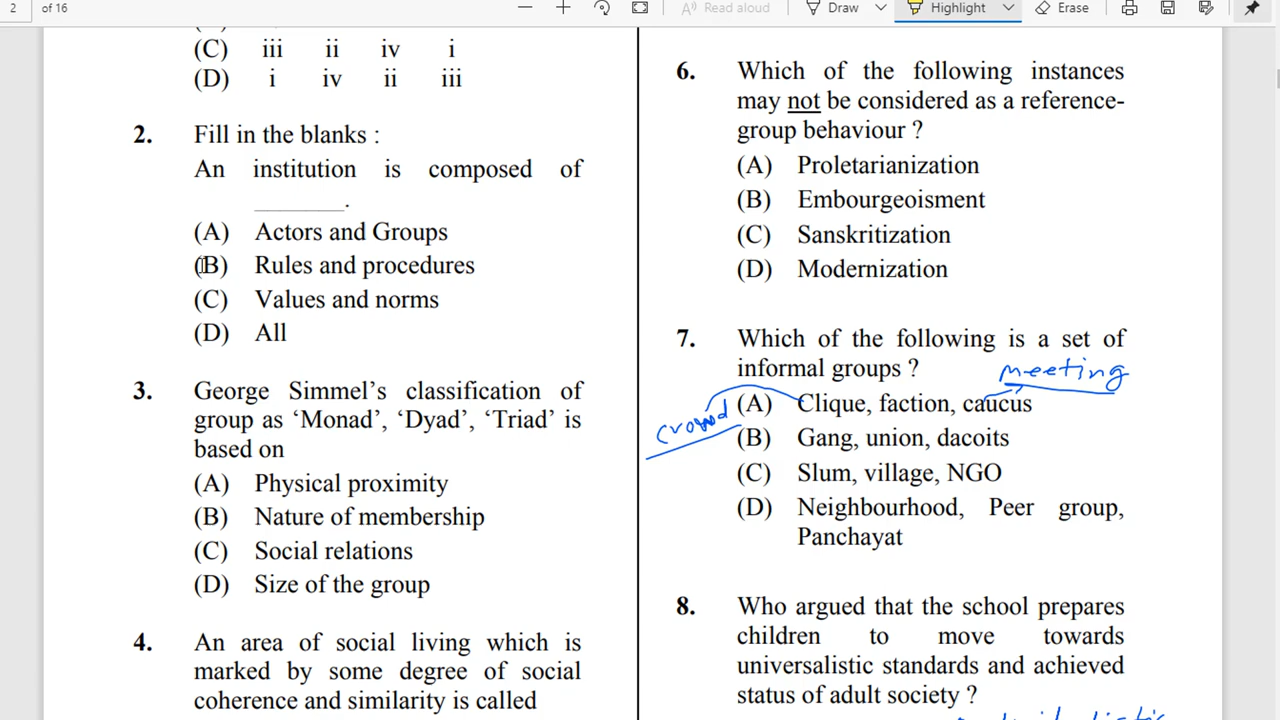 2 of 16 Read aloud Draw Highlight Erase
(C) iii ii iv i
(D) i iv ii iii
2. Fill in the blanks :
An institution is composed of
________.
(A) Actors and Groups
(B) Rules and procedures
(C) Values and norms
(D) All
3. George Simmel's classification of
group as 'Monad', 'Dyad', 'Triad' is
based on
(A) Physical proximity
(B) Nature of membership
(C) Social relations
(D) Size of the group
4. An area of social living which is
marked by some degree of social
coherence and similarity is called
6. Which of the following instances
may not be considered as a reference-
group behaviour ?
(A) Proletarianization
(B) Embourgeoisment
(C) Sanskritization
(D) Modernization
7. Which of the following is a set of
informal groups ?
meeting
(A) Clique, faction, caucus
crowd
(B) Gang, union, dacoits
(C) Slum, village, NGO
(D) Neighbourhood, Peer group,
Panchayat
8. Who argued that the school prepares
children to move towards
universalistic standards and achieved
status of adult society ?